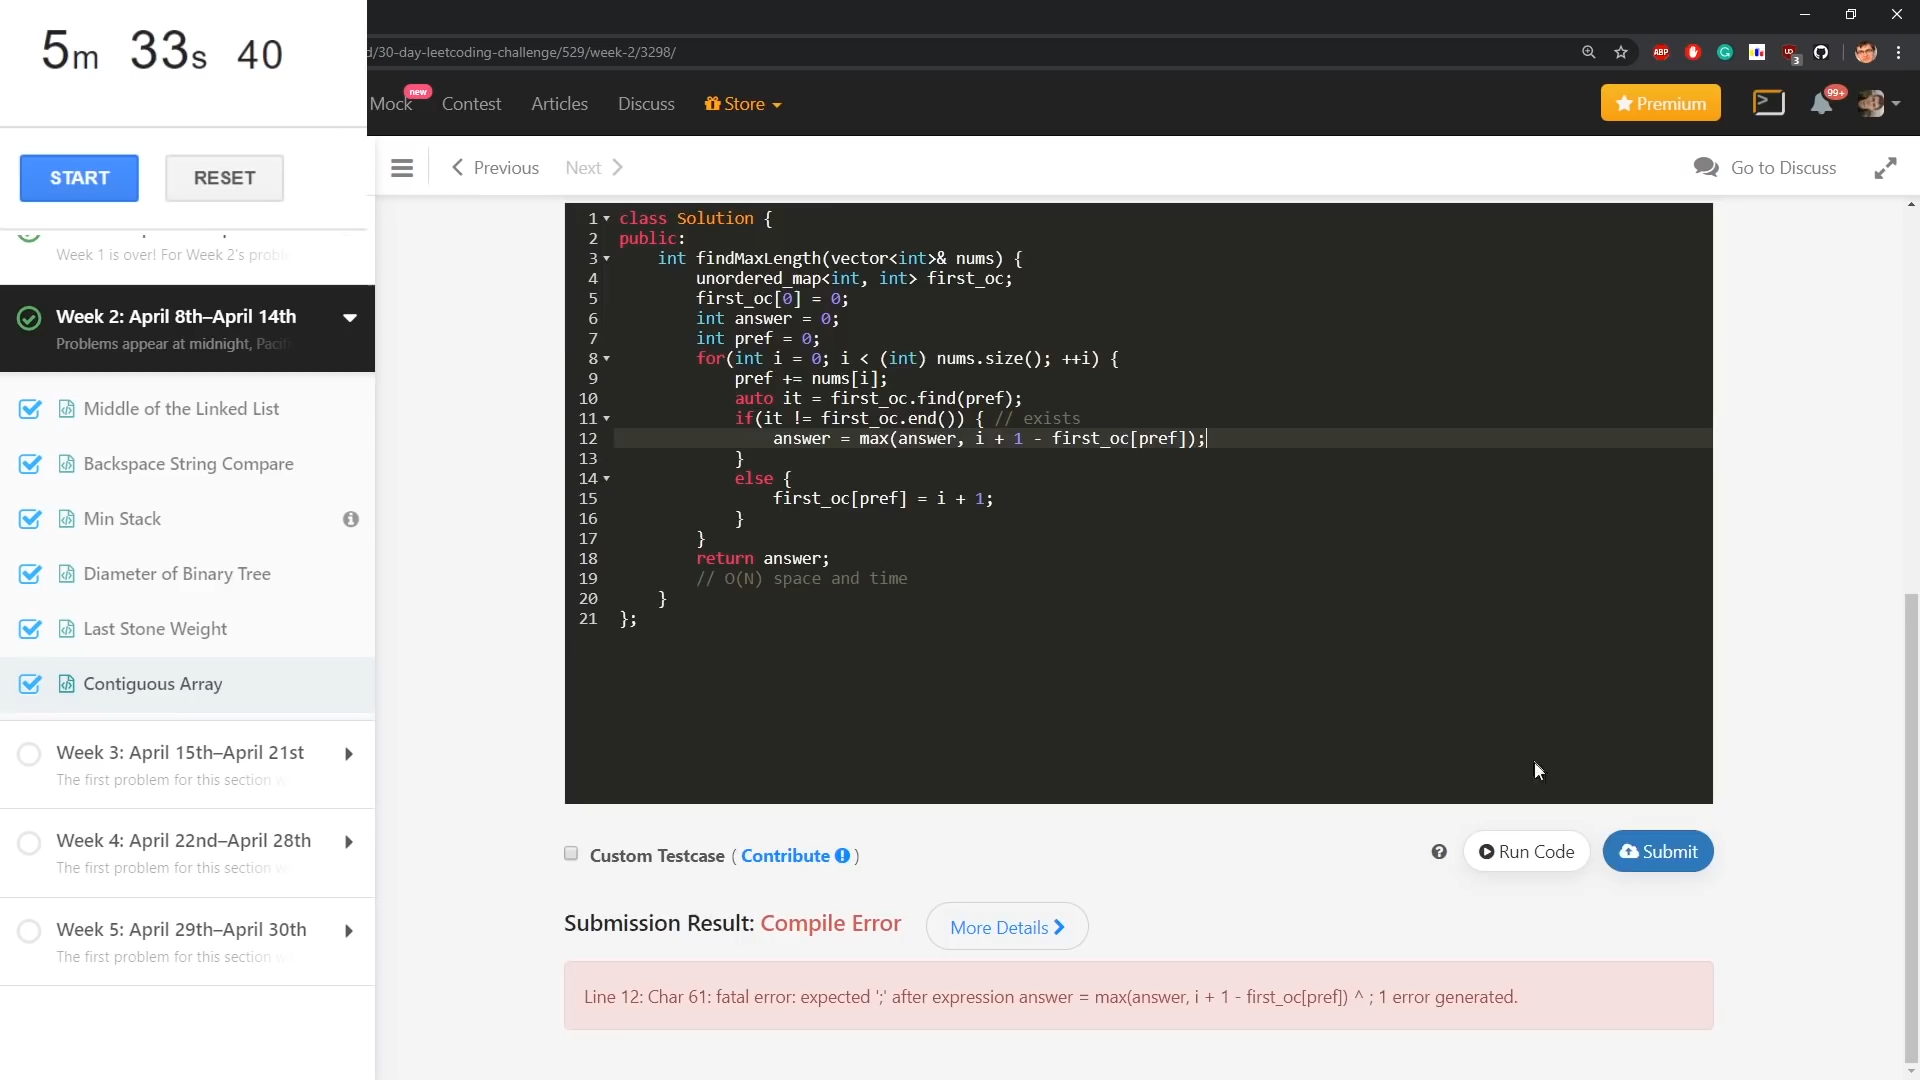 5m 33s 40
START RESET
Week 1 is over! For Week 2's proble
Week 2: April 8th–April 14th
Problems appear at midnight, Pacifi
Middle of the Linked List
Backspace String Compare
Min Stack
Diameter of Binary Tree
Last Stone Weight
Contiguous Array
Week 3: April 15th–April 21st
The first problem for this section w
Week 4: April 22nd–April 28th
The first problem for this section w
Week 5: April 29th–April 30th
The first problem for this section w
d/30-day-leetcoding-challenge/529/week-2/3298/
ABP
UD
3
Mock new Contest Articles Discuss Store Premium 99+
Previous Next Go to Discuss
1 class Solution {
2 public:
3     int findMaxLength(vector<int>& nums) {
4         unordered_map<int, int> first_oc;
5         first_oc[0] = 0;
6         int answer = 0;
7         int pref = 0;
8         for(int i = 0; i < (int) nums.size(); ++i) {
9             pref += nums[i];
10             auto it = first_oc.find(pref);
11             if(it != first_oc.end()) { // exists
12                 answer = max(answer, i + 1 - first_oc[pref]);
13             }
14             else {
15                 first_oc[pref] = i + 1;
16             }
17         }
18         return answer;
19         // O(N) space and time
20     }
21 };
Custom Testcase ( Contribute )
Run Code Submit
Submission Result: Compile Error More Details
Line 12: Char 61: fatal error: expected ';' after expression answer = max(answer, i + 1 - first_oc[pref]) ^ ; 1 error generated.